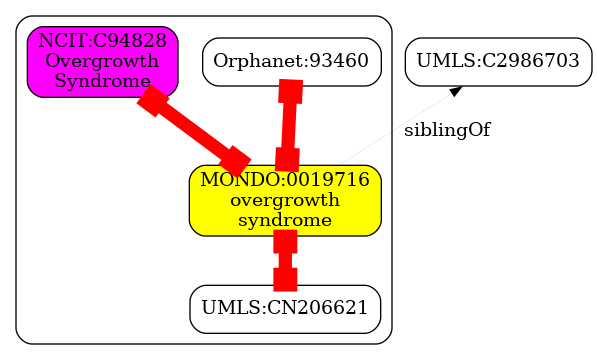 NCIT:C94828
Overgrowth
Syndrome
Orphanet:93460
UMLS:C2986703
siblingOf
MONDO:0019716
overgrowth
syndrome
UMLS:CN206621